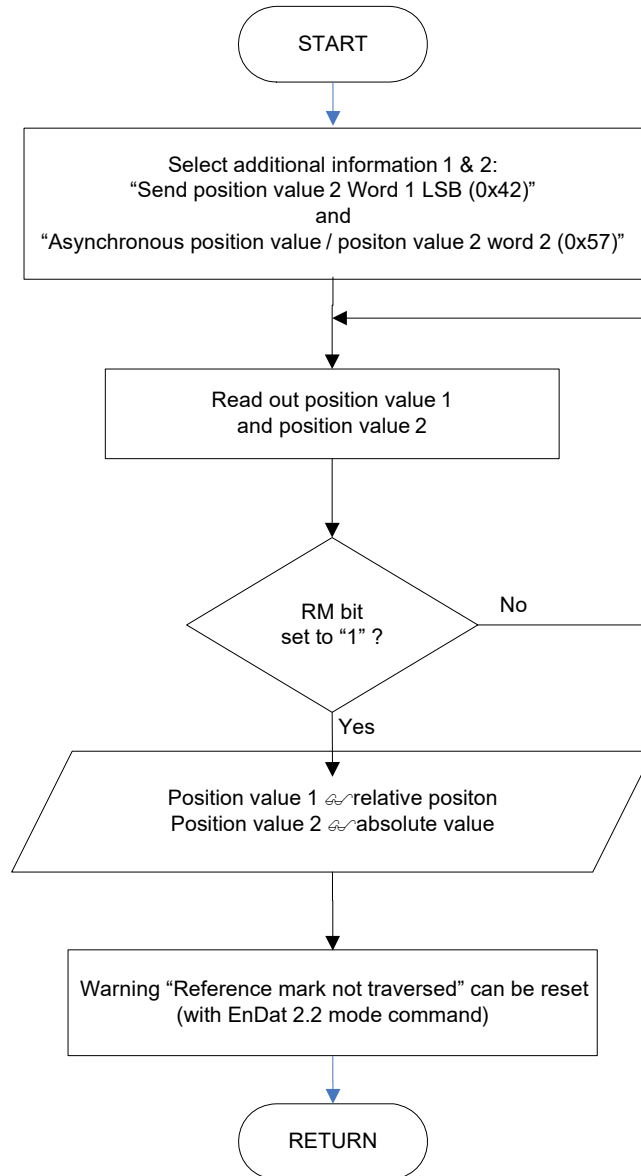 START
Select additional information 1 & 2:
“Send position value 2 Word 1 LSB (0x42)”
and
“Asynchronous position value / positon value 2 word 2 (0x57)”
Read out position value 1
and position value 2
RM bit
set to “1” ?
No
Yes
Position value 1 relative positon
Position value 2 absolute value
Warning “Reference mark not traversed” can be reset
(with EnDat 2.2 mode command)
RETURN